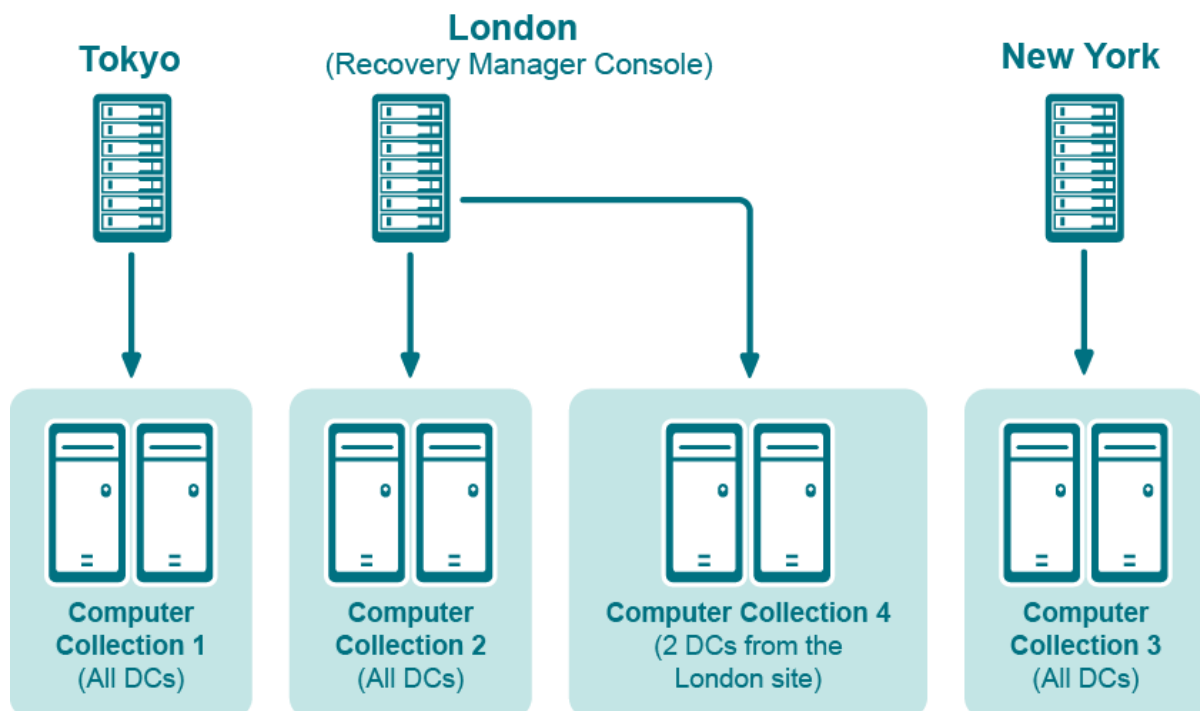 Tokyo
London
(Recovery Manager Console)
New York
Computer
Collection 1
(All DCs)
Computer
Collection 2
(All DCs)
Computer Collection 4
(2 DCs from the
London site)
Computer
Collection 3
(All DCs)